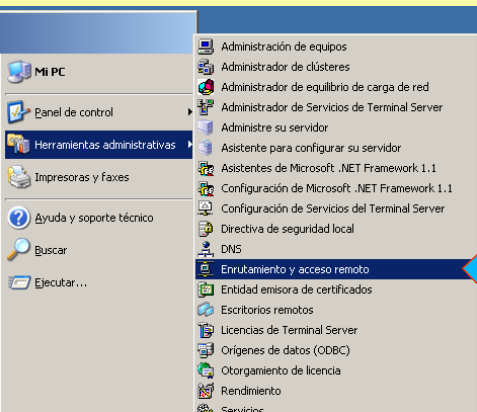 Mi PC
Panel de control
Herramientas administrativas
Impresoras y faxes
Ayuda y soporte técnico
Buscar
Ejecutar...
Administración de equipos
Administrador de clústeres
Administrador de equilibrio de carga de red
Administrador de Servicios de Terminal Server
Administre su servidor
Asistente para configurar su servidor
Asistentes de Microsoft .NET Framework 1.1
Configuración de Microsoft .NET Framework 1.1
Configuración de Servicios del Terminal Server
Directiva de seguridad local
DNS
Enrutamiento y acceso remoto
Entidad emisora de certificados
Escritorios remotos
Licencias de Terminal Server
Orígenes de datos (ODBC)
Otorgamiento de licencia
Rendimiento
Servicios